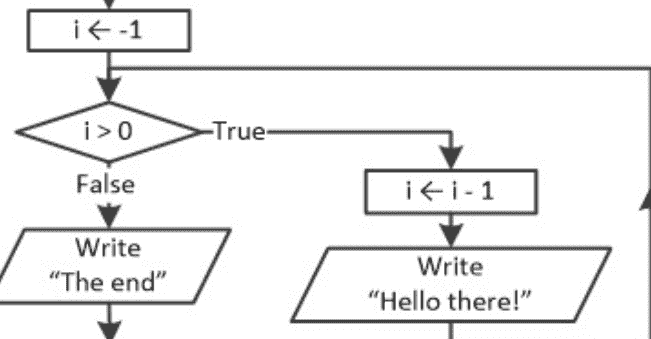 i ← -1
i > 0
True
False
i ← i - 1
Write
“The end”
Write
“Hello there!”